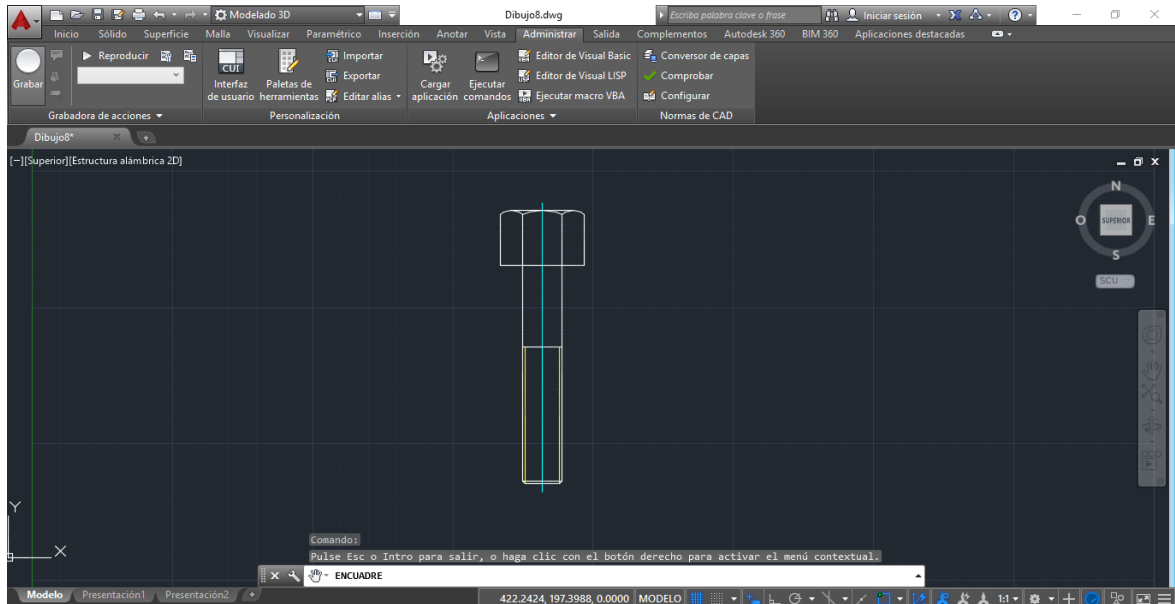 Modelado 3D Dibujo8.dwg Escriba palabra clave o frase Iniciar sesión
Inicio Sólido Superficie Malla Visualizar Paramétrico Inserción Anotar Vista Administrar Salida Complementos Autodesk 360 BIM 360 Aplicaciones destacadas
Grabar
Reproducir
CUI
Interfaz
de usuario
Paletas de
herramientas
Importar
Exportar
Editar alias
Cargar
aplicación
Ejecutar
comandos
Editor de Visual Basic
Editor de Visual LISP
Ejecutar macro VBA
Conversor de capas
Comprobar
Configurar
Grabadora de acciones Personalización Aplicaciones Normas de CAD
Dibujo8*
[−][Superior][Estructura alámbrica 2D]
N
O SUPERIOR E
S
SCU
Y
X
Comando:
Pulse Esc o Intro para salir, o haga clic con el botón derecho para activar el menú contextual.
ENCUADRE
Modelo Presentación1 Presentación2 422.2424, 197.3988, 0.0000 MODELO 1:1